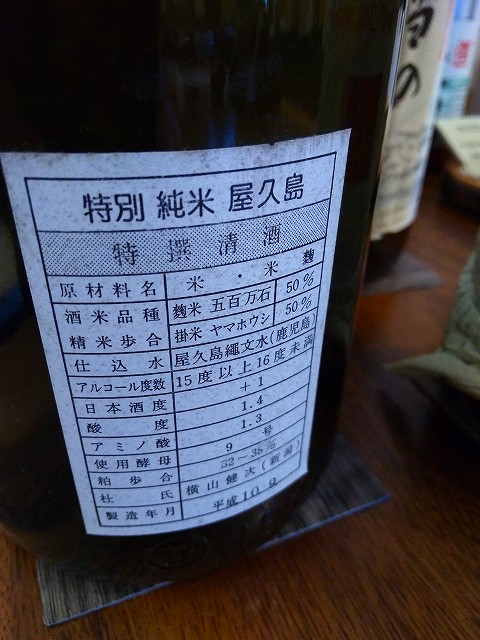 特別 純米 屋久島
特撰清酒
原材料名 米・米麹
酒米品種 麹米 五百万石 50%
精米歩合 掛米 ヤマホウシ 50%
仕込水 屋久島縄文水(鹿児島)
アルコール度数 15度以上16度未満
日本酒度 +1
酸度 1.4
アミノ酸 1.3
使用酵母 9号
粕歩合 32~35%
杜氏 横山健次(新潟)
製造年月 平成10.9
の